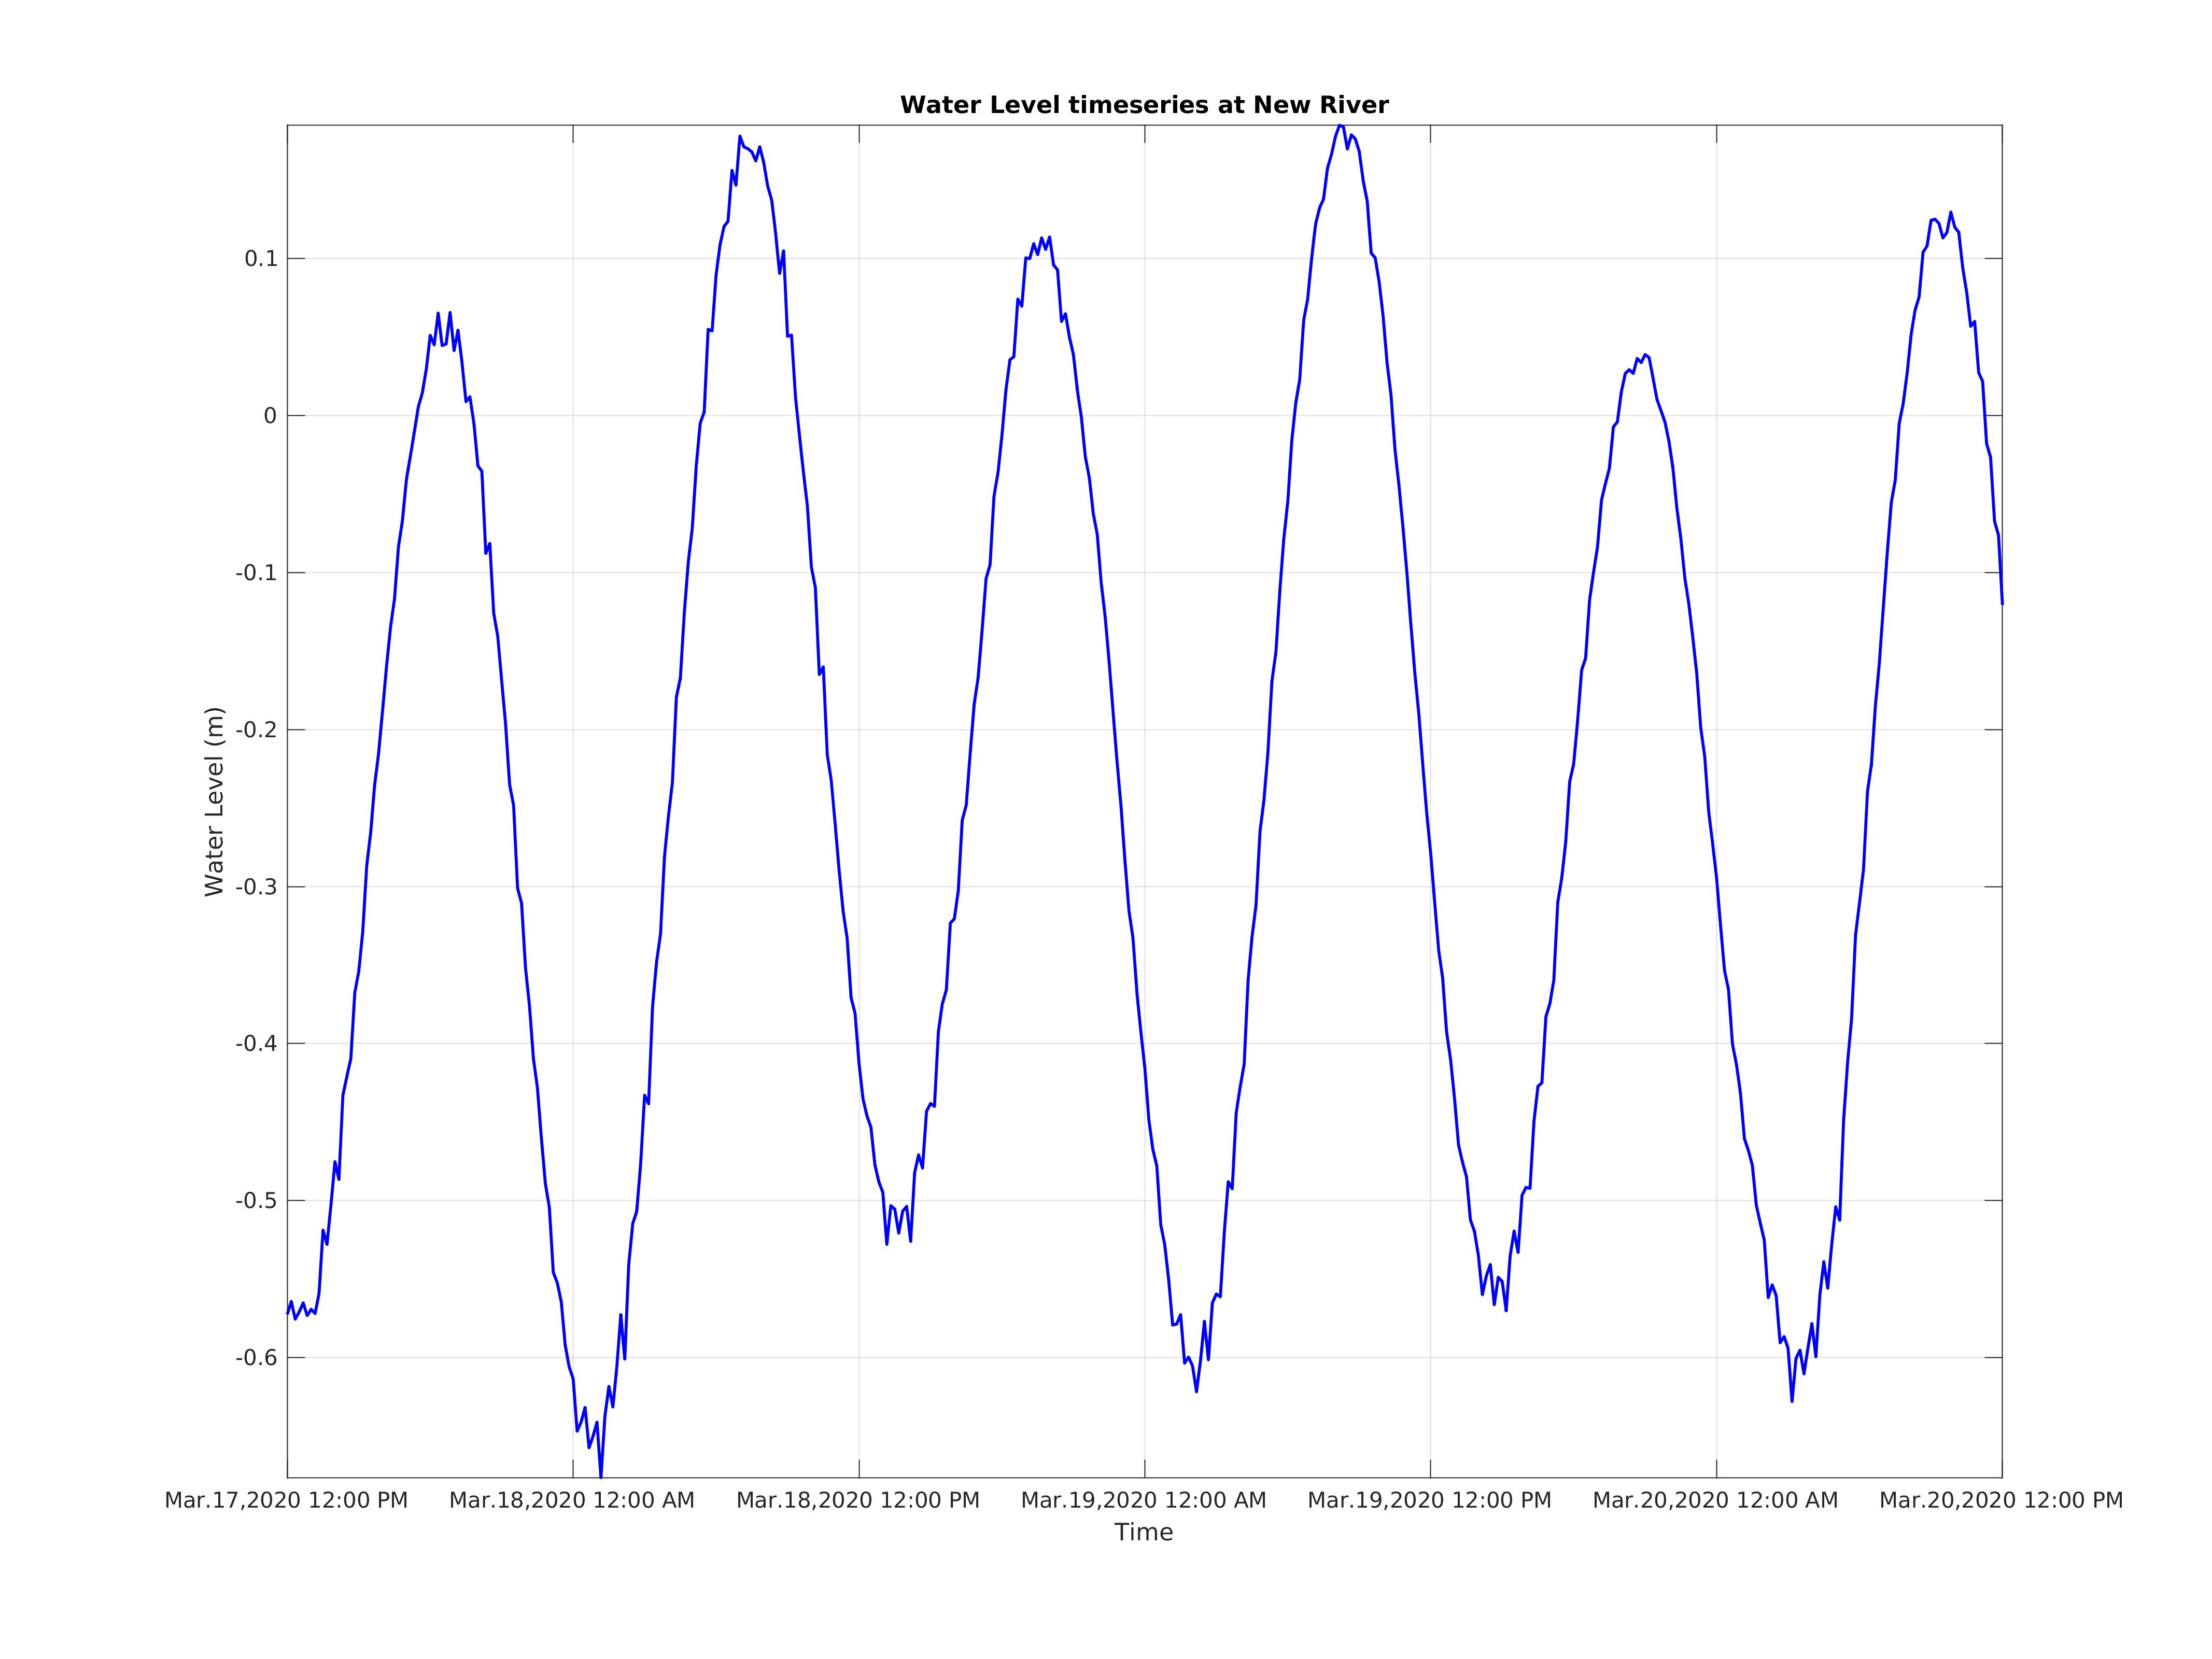 Water Level timeseries at New River
Water Level (m)
0.1
0
-0.1
-0.2
-0.3
-0.4
-0.5
-0.6
Mar.17,2020 12:00 PM
Mar.18,2020 12:00 AM
Mar.18,2020 12:00 PM
Mar.19,2020 12:00 AM
Mar.19,2020 12:00 PM
Mar.20,2020 12:00 AM
Mar.20,2020 12:00 PM
Time